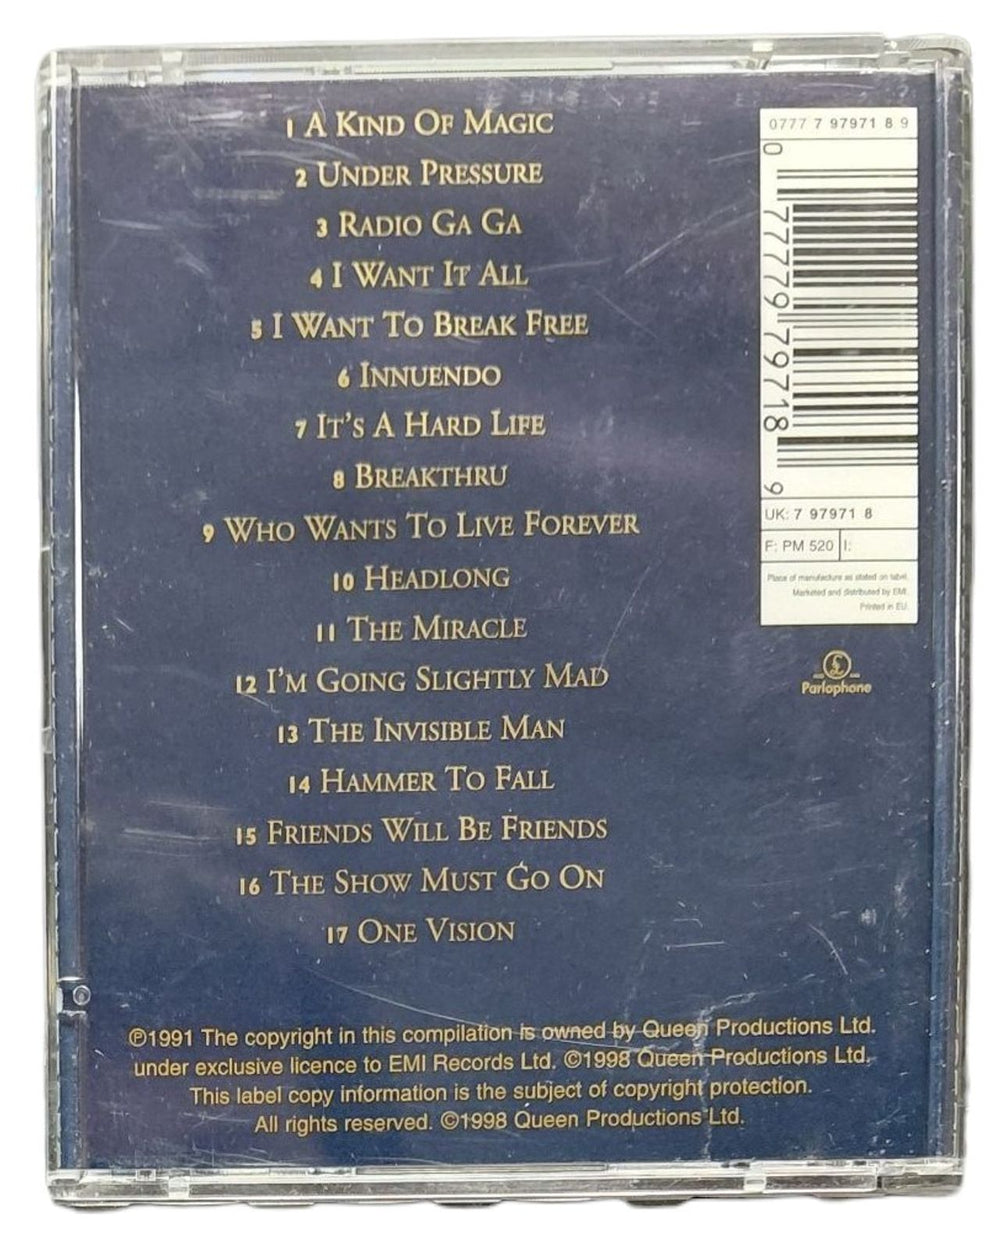 1 A KIND OF MAGIC
2 UNDER PRESSURE
3 RADIO GA GA
4 I WANT IT ALL
5 I WANT TO BREAK FREE
6 INNUENDO
7 IT'S A HARD LIFE
8 BREAKTHRU
9 WHO WANTS TO LIVE FOREVER
10 HEADLONG
11 THE MIRACLE
12 I'M GOING SLIGHTLY MAD
13 THE INVISIBLE MAN
14 HAMMER TO FALL
15 FRIENDS WILL BE FRIENDS
16 THE SHOW MUST GO ON
17 ONE VISION
0777 7 97971 8 9
0 77779 79718 9
UK: 7 97971 8
F: PM 520 I:
Place of manufacture as stated on label.
Marketed and distributed by EMI.
Printed in EU.
£
Parlophone
℗1991 The copyright in this compilation is owned by Queen Productions Ltd.
under exclusive licence to EMI Records Ltd. ©1998 Queen Productions Ltd.
This label copy information is the subject of copyright protection.
All rights reserved. ©1998 Queen Productions Ltd.